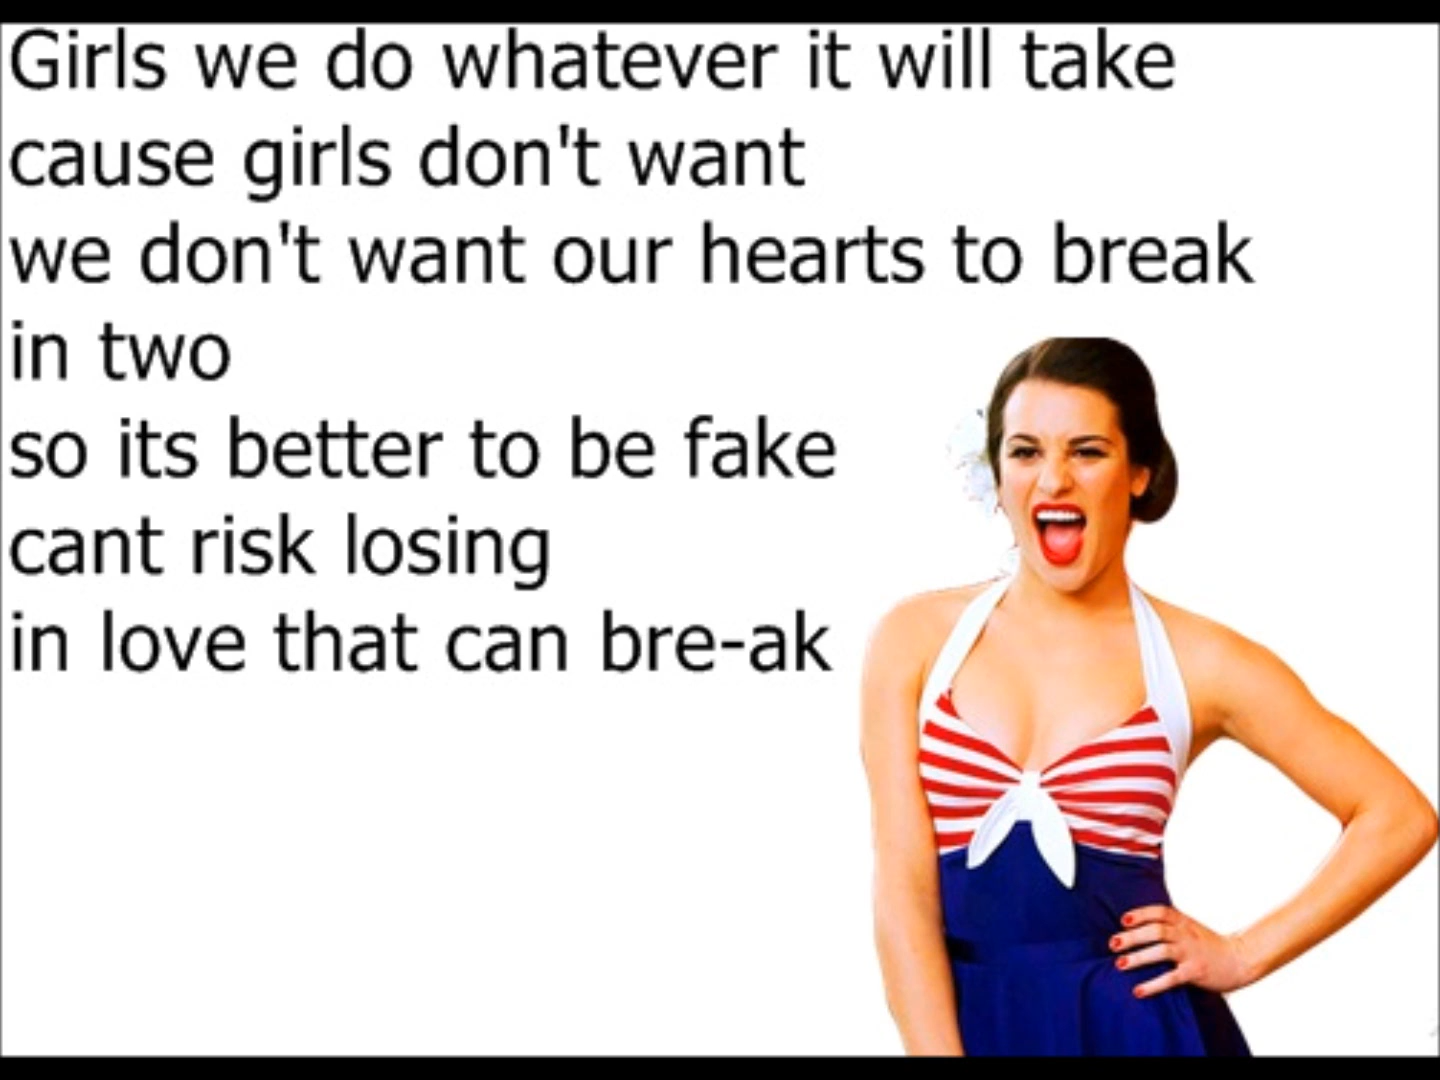 Girls we do whatever it will take
cause girls don't want
we don't want our hearts to break
in two
so its better to be fake
cant risk losing
in love that can bre-ak